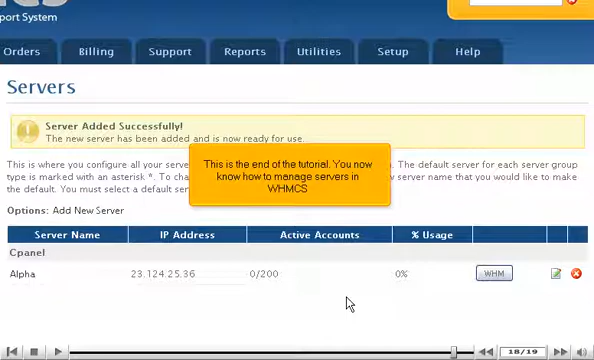 port System
Orders Billing Support Reports Utilities Setup Help
Servers
Server Added Successfully!
The new server has been added and is now ready for use.
This is where you configure all your serve
n. The default server for each server group
type is marked with an asterisk *. To cha
server name that you would like to make
the default. You must select a default ser
This is the end of the tutorial. You now
know how to manage servers in
WHMCS
Options: Add New Server
Server Name IP Address Active Accounts % Usage
Cpanel
Alpha 23.124.25.36 0/200 0% WHM
18/19